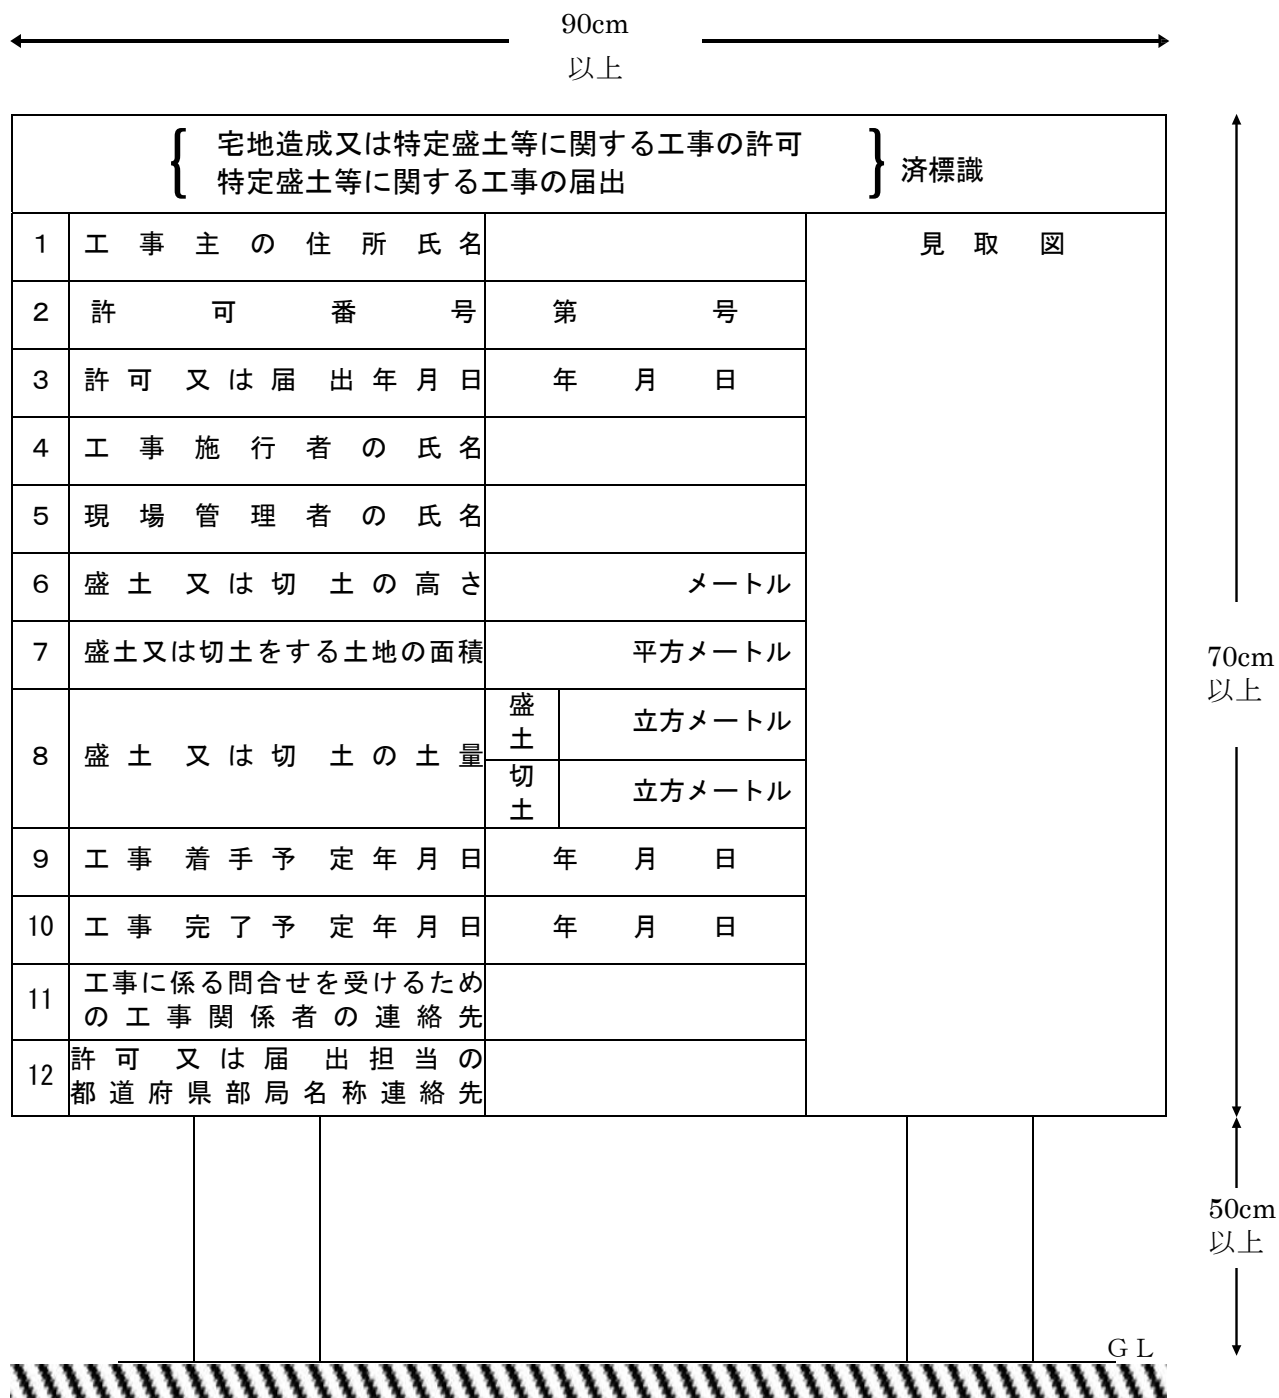 90cm
以上
宅地造成又は特定盛土等に関する工事の許可
特定盛土等に関する工事の届出
済標識
1 工事主の住所氏名
見取図
2 許可番号 第 号
3 許可又は届出年月日 年 月 日
4 工事施行者の氏名
5 現場管理者の氏名
6 盛土又は切土の高さ メートル
7 盛土又は切土をする土地の面積 平方メートル
8 盛土又は切土の土量
盛土 立方メートル
切土 立方メートル
9 工事着手予定年月日 年 月 日
10 工事完了予定年月日 年 月 日
11 工事に係る問合せを受けるため
の工事関係者の連絡先
12 許可又は届出担当の
都道府県部局名称連絡先
70cm
以上
50cm
以上
GL